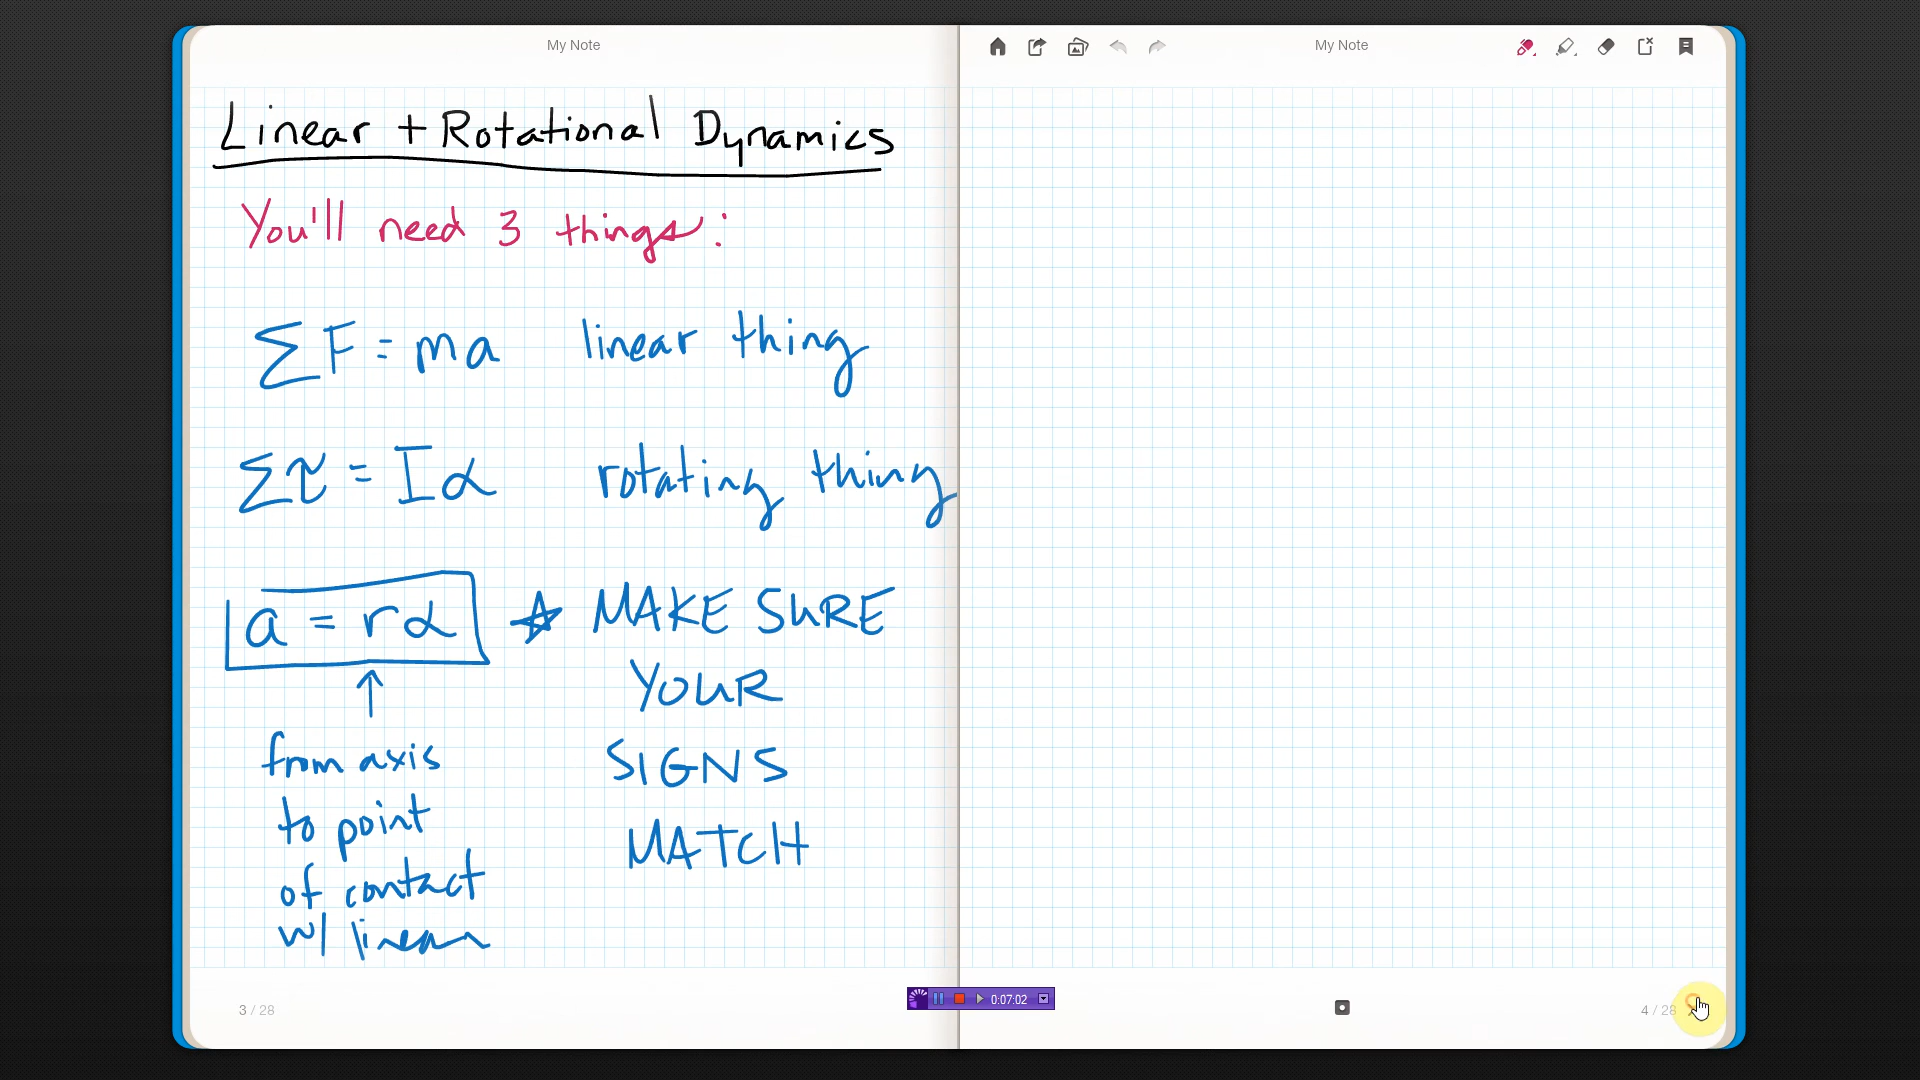 My Note
My Note
Linear + Rotational Dynamics
You'll need 3 things:
ΣF = ma linear thing
Στ = Iα rotating thing
a = rα ☆ MAKE SURE
YOUR
SIGNS
MATCH
from axis
to point
of contact
w/ linear
3 / 28
0:07:02
4 / 28